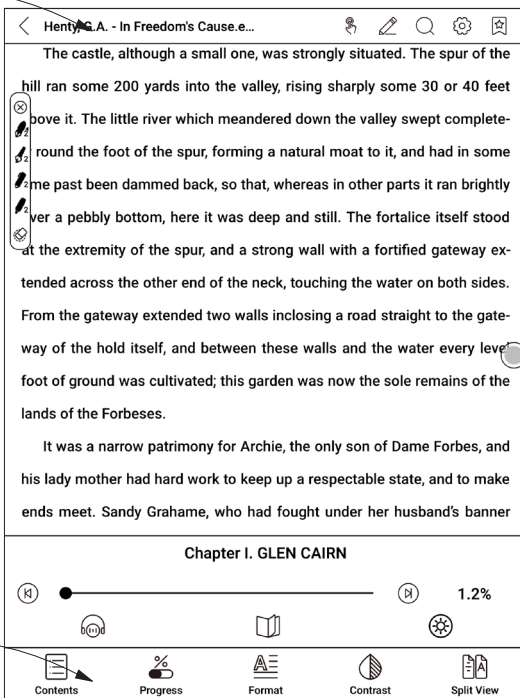 Henty, G.A. - In Freedom's Cause.e...
The castle, although a small one, was strongly situated. The spur of the
hill ran some 200 yards into the valley, rising sharply some 30 or 40 feet
above it. The little river which meandered down the valley swept complete-
round the foot of the spur, forming a natural moat to it, and had in some
me past been dammed back, so that, whereas in other parts it ran brightly
over a pebbly bottom, here it was deep and still. The fortalice itself stood
at the extremity of the spur, and a strong wall with a fortified gateway ex-
tended across the other end of the neck, touching the water on both sides.
From the gateway extended two walls inclosing a road straight to the gate-
way of the hold itself, and between these walls and the water every level
foot of ground was cultivated; this garden was now the sole remains of the
lands of the Forbeses.
It was a narrow patrimony for Archie, the only son of Dame Forbes, and
his lady mother had hard work to keep up a respectable state, and to make
ends meet. Sandy Grahame, who had fought under her husband's banner
Chapter I. GLEN CAIRN
1.2%
Contents Progress Format Contrast Split View